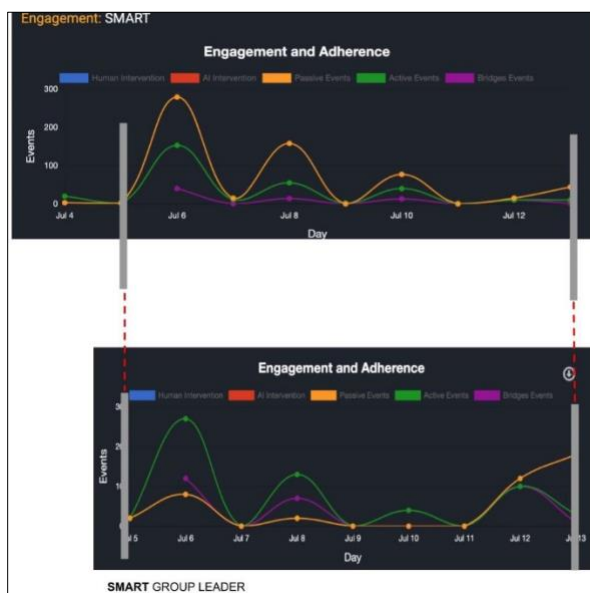 Engagement: SMART
Engagement and Adherence
Human Intervention AI Intervention Passive Events Active Events Bridges Events
300
200
100
0
Events
Jul 4 Jul 6 Jul 8 Jul 10 Jul 12
Day
Engagement and Adherence
Human Intervention AI Intervention Passive Events Active Events Bridges Events
Events
Jul 6 Jul 7 Jul 8 Jul 9 Jul 10 Jul 11 Jul 12
Day
SMART GROUP LEADER